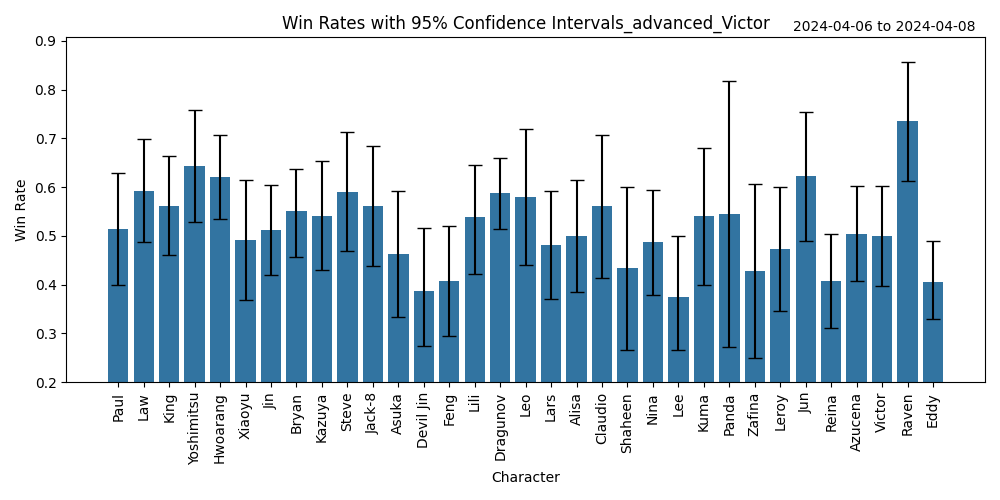 Win Rates with 95% Confidence Intervals_advanced_Victor
2024-04-06 to 2024-04-08
0.9
0.8
0.7
0.6
0.5
0.4
0.3
0.2
Win Rate
Paul
Law
King
Yoshimitsu
Hwoarang
Xiaoyu
Jin
Bryan
Kazuya
Steve
Jack-8
Asuka
Devil Jin
Feng
Lili
Dragunov
Leo
Lars
Alisa
Claudio
Shaheen
Nina
Lee
Kuma
Panda
Zafina
Leroy
Jun
Reina
Azucena
Victor
Raven
Eddy
Character